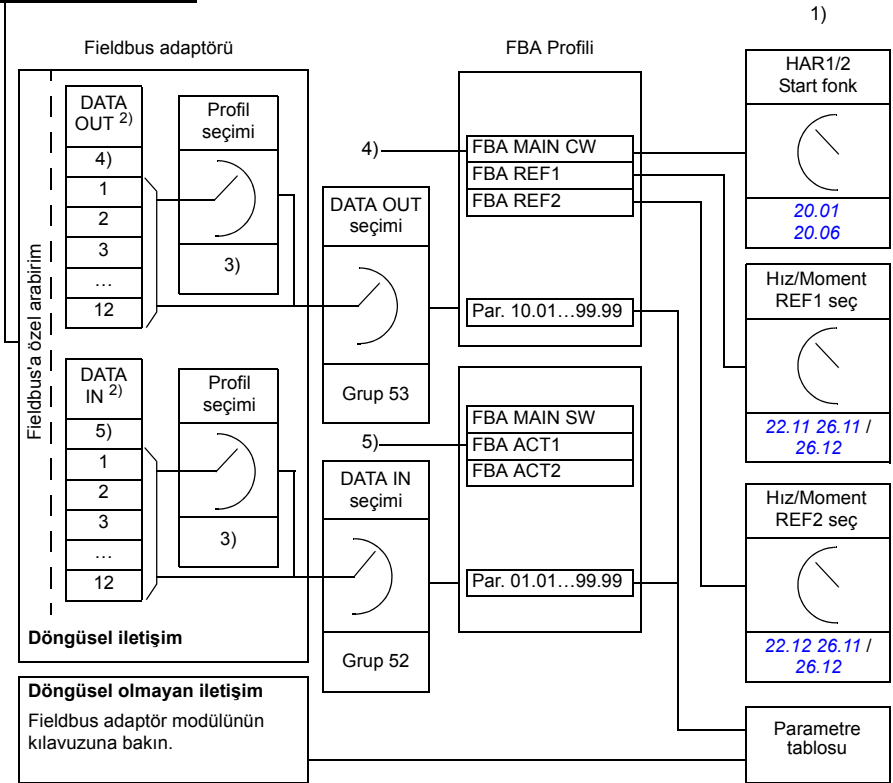 1)
Fieldbus adaptörü
FBA Profili
Fieldbus'a özel arabirim
DATA
OUT 2)
4)
1
2
3
…
12
Profil
seçimi
3)
DATA
IN 2)
5)
1
2
3
…
12
Profil
seçimi
3)
Döngüsel iletişim
DATA OUT
seçimi
Grup 53
DATA IN
seçimi
Grup 52
4)
FBA MAIN CW
FBA REF1
FBA REF2
Par. 10.01…99.99
5)
FBA MAIN SW
FBA ACT1
FBA ACT2
Par. 01.01…99.99
HAR1/2
Start fonk
20.01
20.06
Hız/Moment
REF1 seç
22.11 26.11 /
26.12
Hız/Moment
REF2 seç
22.12 26.11 /
26.12
Döngüsel olmayan iletişim
Fieldbus adaptör modülünün
kılavuzuna bakın.
Parametre
tablosu